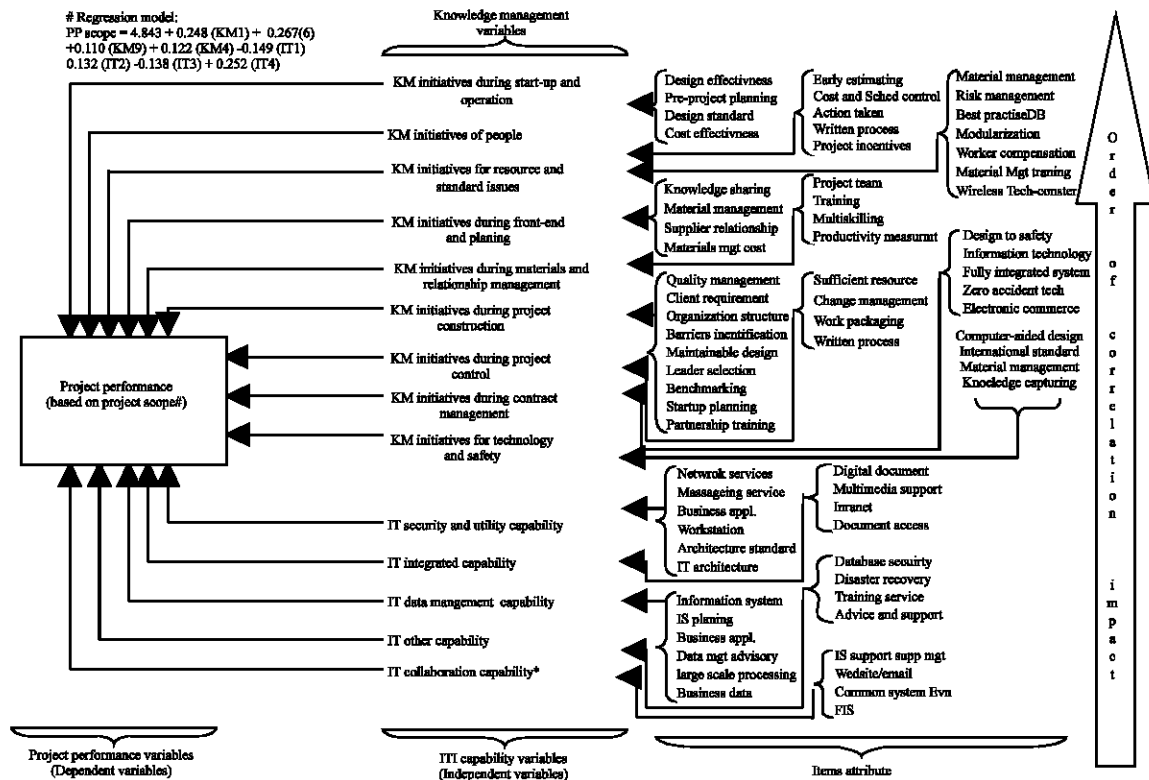 # Regression model:
PP scope = 4.843 + 0.248 (KM1) + 0.267(6)
+0.110 (KM9) + 0.122 (KM4) -0.149 (IT1)
0.132 (IT2) -0.138 (IT3) + 0.252 (IT4)
Knowledge management
variables
KM initiatives during start-up and
operation
KM initiatives of people
KM initiatives for resource and
standard issues
KM initiatives during front-end
and planing
KM initiatives during materials and
relationship management
KM initiatives during project
construction
KM initiatives during project
control
KM initiatives during contract
management
KM initiatives for technology
and safety
Project performance
(based on project scope#)
IT security and utility capability
IT integrated capability
IT data mangement capability
IT other capability
IT collaboration capability*
Design effectivness
Pre-project planning
Design standard
Cost effectivness
Early estimating
Cost and Sched control
Action taken
Written process
Project incentives
Material management
Risk management
Best practiseDB
Modularization
Worker compensation
Material Mgt traning
Wireless Tech-conster
Knowledge sharing
Material management
Supplier relationship
Materials mgt cost
Project team
Training
Multiskilling
Productivity measurmt
Design to safety
Information technology
Fully integrated system
Zero accident tech
Electronic commerce
Quality management
Client requirement
Organization structure
Barriers inentification
Maintainable design
Leader selection
Benchmarking
Startup planning
Partnership training
Sufficient resource
Change management
Work packaging
Written process
Computer-aided design
International standard
Material management
Knoeledge capturing
Netwrok services
Massageing service
Business appl.
Workstation
Architecture standard
IT architecture
Digital document
Multimedia support
Intranet
Document access
Database secuirty
Disaster recovery
Training service
Advice and support
Information system
IS planing
Business appl.
Data mgt advisory
large scale processing
Business data
IS support supp mgt
Wedsite/email
Common system Evn
FIS
Order of correlation impact
Project performance variables
(Dependent variables)
ITI capability variables
(Independent variables)
Items attribute